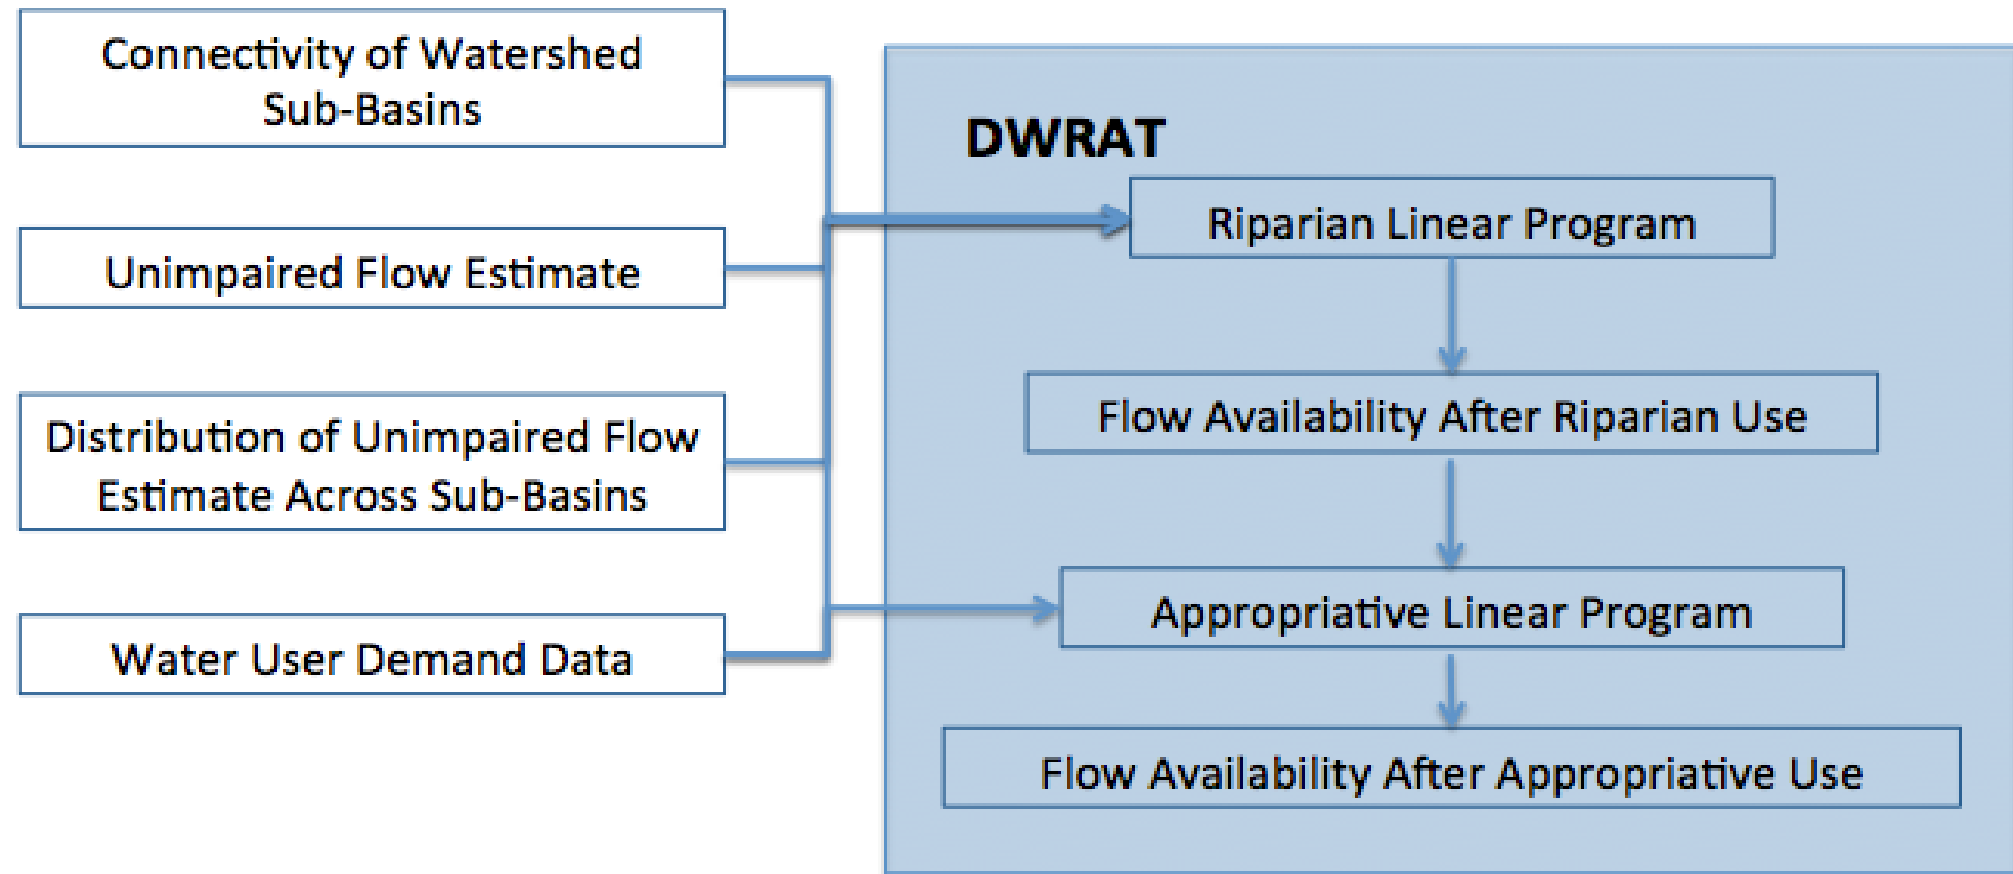 Connectivity of Watershed
Sub-Basins
Unimpaired Flow Estimate
Distribution of Unimpaired Flow
Estimate Across Sub-Basins
Water User Demand Data
DWRAT
Riparian Linear Program
Flow Availability After Riparian Use
Appropriative Linear Program
Flow Availability After Appropriative Use